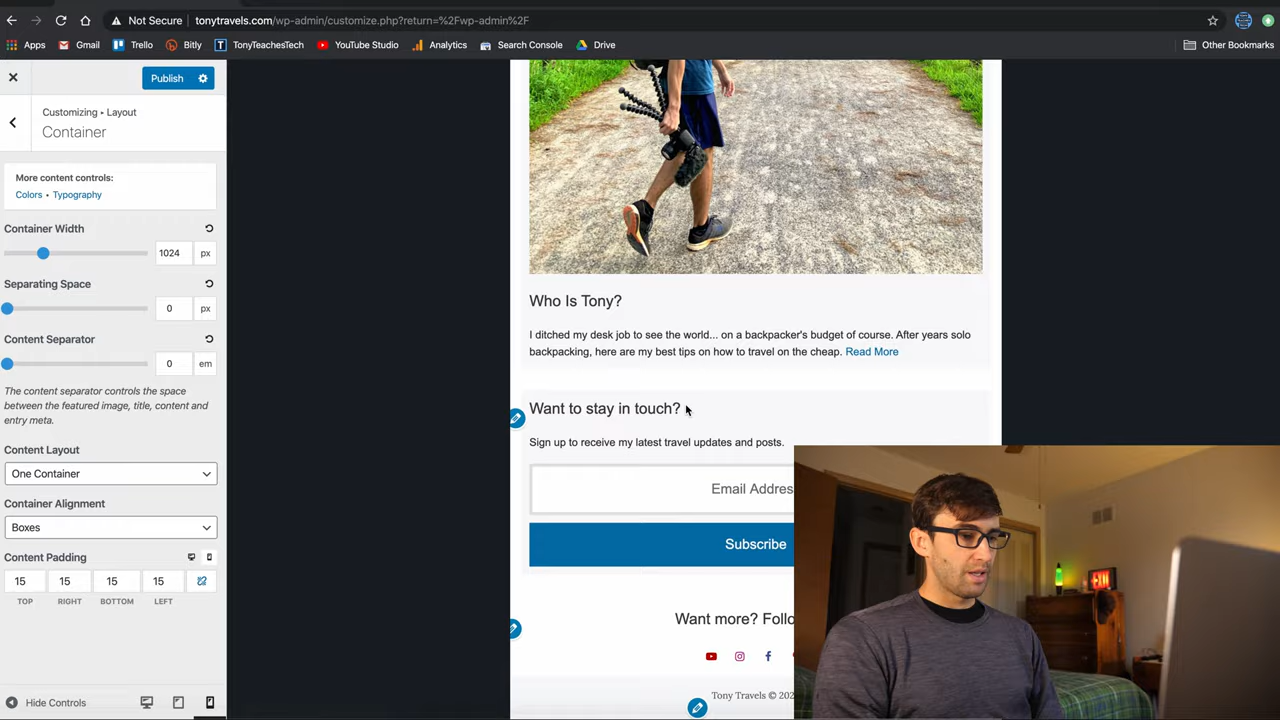 Not Secure tonytravels.com/wp-admin/customize.php?return=%2Fwp-admin%2F
Apps Gmail Trello Bitly TonyTeachesTech YouTube Studio Analytics Search Console Drive Other Bookmarks
Publish
Customizing ▸ Layout
Container
More content controls:
Colors • Typography
Container Width
1024 px
Separating Space
0 px
Content Separator
0 em
The content separator controls the space
between the featured image, title, content and
entry meta.
Content Layout
One Container
Container Alignment
Boxes
Content Padding
15 15 15 15
TOP RIGHT BOTTOM LEFT
Hide Controls
Who Is Tony?
I ditched my desk job to see the world... on a backpacker's budget of course. After years solo
backpacking, here are my best tips on how to travel on the cheap. Read More
Want to stay in touch?
Sign up to receive my latest travel updates and posts.
Email Addres
Subscribe
Want more? Follo
Tony Travels © 202